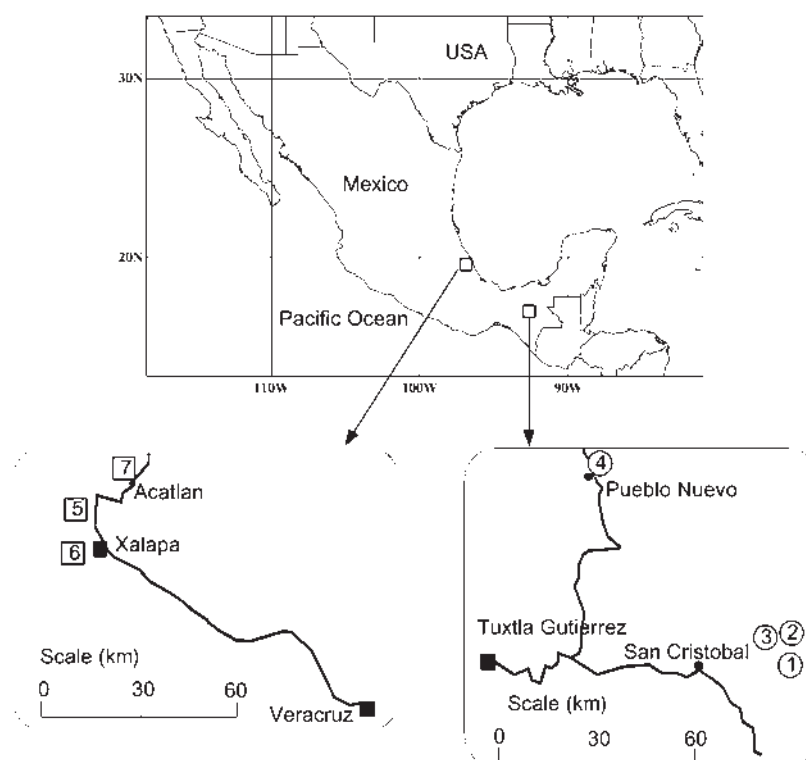 USA
30N
Mexico
20N
Pacific Ocean
110W 100W 90W
7
Acatlan
5
6 Xalapa
Scale (km)
0 30 60
Veracruz
4
Pueblo Nuevo
Tuxtla Gutierrez
3 2
San Cristobal 1
Scale (km)
0 30 60